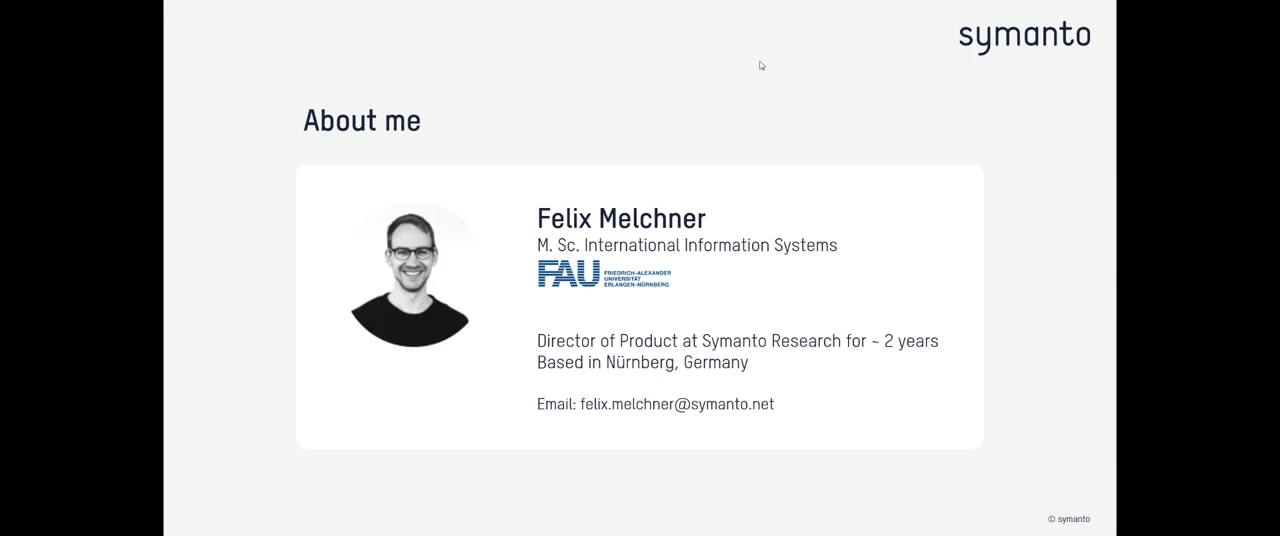 symanto
About me
Felix Melchner
M. Sc. International Information Systems
FAU
FRIEDRICH-ALEXANDER
UNIVERSITÄT
ERLANGEN-NÜRNBERG
Director of Product at Symanto Research for ~ 2 years
Based in Nürnberg, Germany
Email: felix.melchner@symanto.net
© symanto